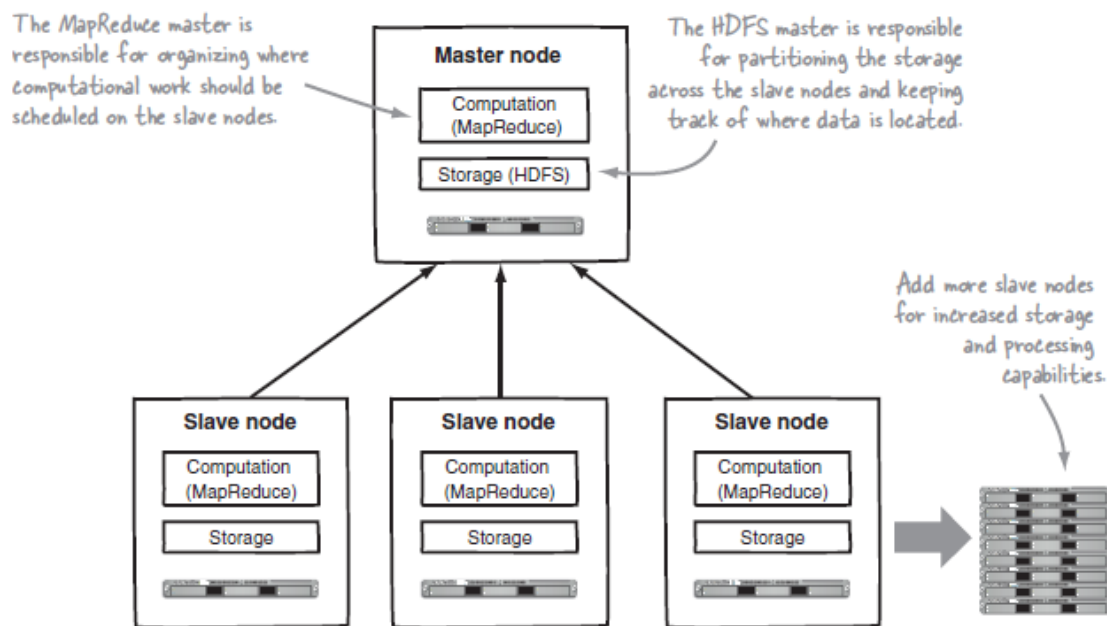 The MapReduce master is
responsible for organizing where
computational work should be
scheduled on the slave nodes.
Master node
Computation
(MapReduce)
Storage (HDFS)
The HDFS master is responsible
for partitioning the storage
across the slave nodes and keeping
track of where data is located.
Add more slave nodes
for increased storage
and processing
capabilities.
Slave node
Computation
(MapReduce)
Storage
Slave node
Computation
(MapReduce)
Storage
Slave node
Computation
(MapReduce)
Storage